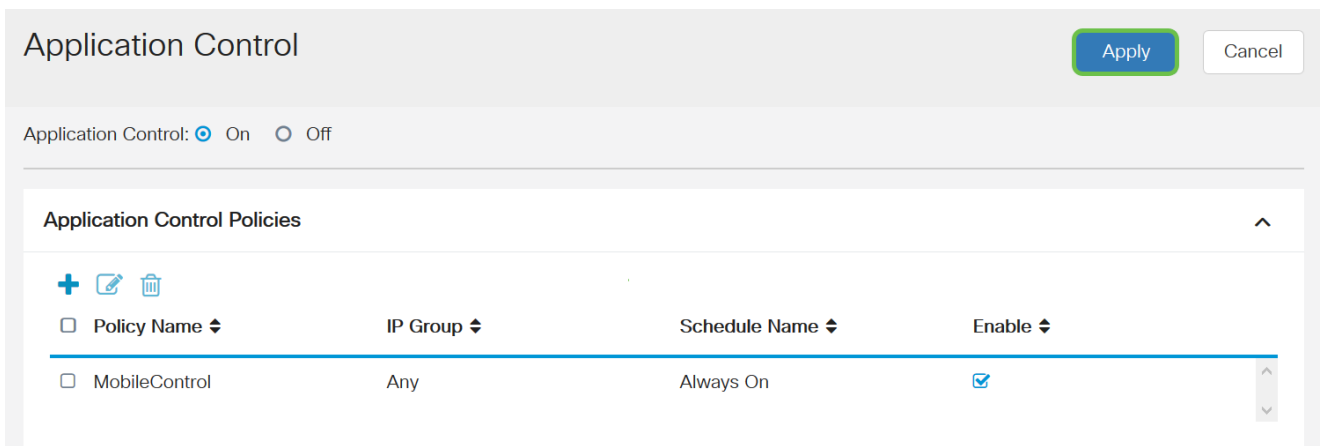 Application Control
Apply
Cancel
Application Control: On Off
Application Control Policies
Policy Name IP Group Schedule Name Enable
MobileControl Any Always On